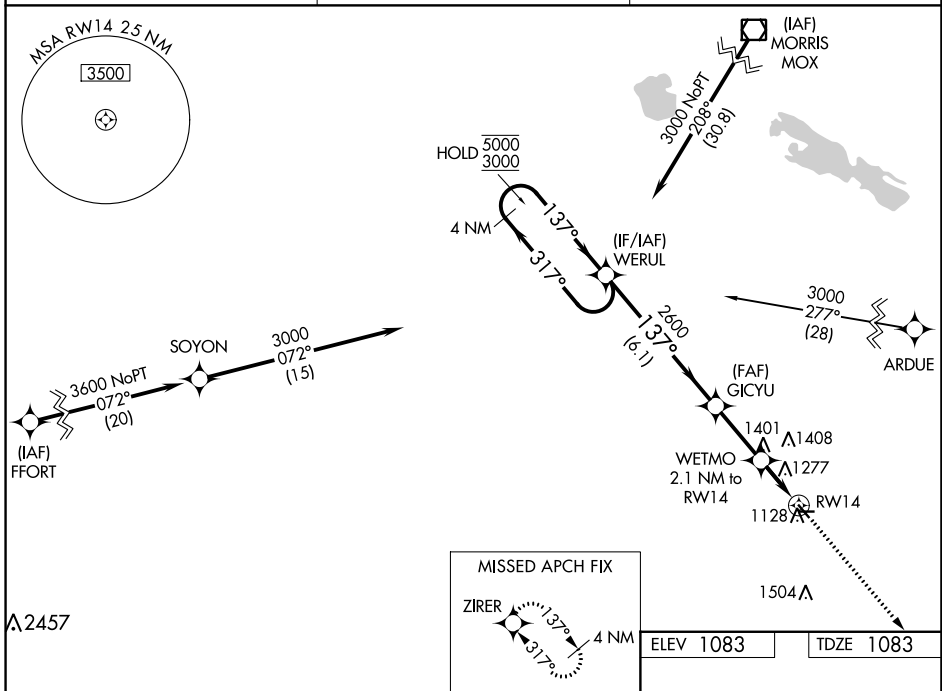 MSA RW14 25 NM
3500
(IAF)
MORRIS
MOX
3000 NoPT
208°
(30.8)
HOLD 5000
3000
4 NM
137°
317°
(IF/IAF)
WERUL
2600
137°
(6.1)
3000
277°
(28)
ARDUE
SOYON
3000
072°
(15)
3600 NoPT
072°
(20)
(IAF)
FFORT
(FAF)
GICYU
1401
1408
WETMO
2.1 NM to
RW14
1277
RW14
1128
1504
2457
MISSED APCH FIX
ZIRER
137°
317°
4 NM
ELEV 1083
TDZE 1083